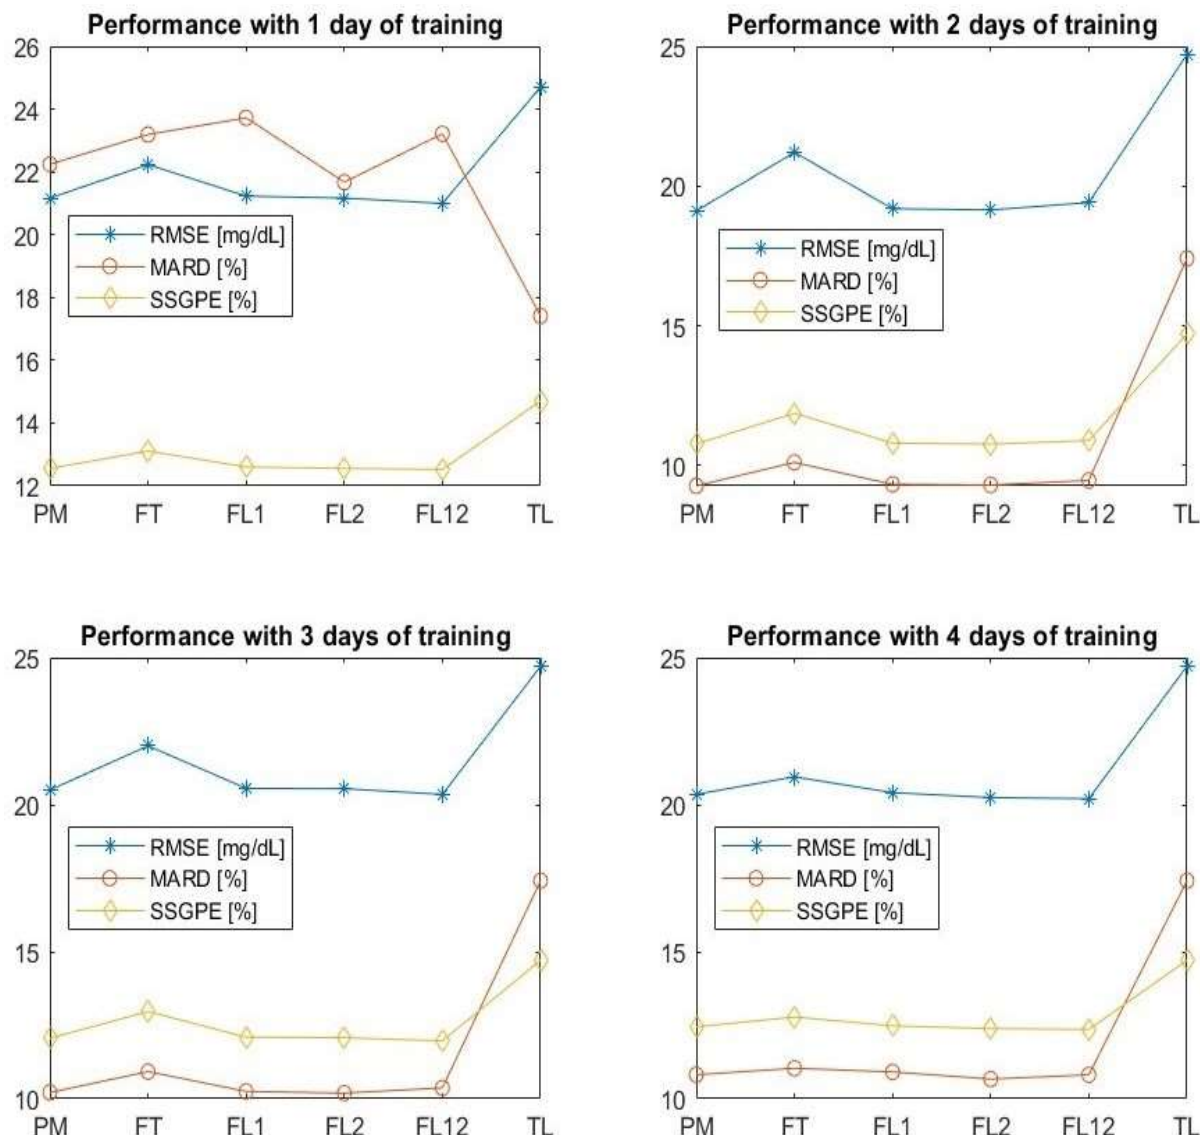 Performance with 1 day of training
26
24
22
20
18
16
14
12
RMSE [mg/dL]
MARD [%]
SSGPE [%]
PM FT FL1 FL2 FL12 TL
Performance with 2 days of training
25
20
15
10
RMSE [mg/dL]
MARD [%]
SSGPE [%]
PM FT FL1 FL2 FL12 TL
Performance with 3 days of training
25
20
15
10
RMSE [mg/dL]
MARD [%]
SSGPE [%]
PM FT FL1 FL2 FL12 TL
Performance with 4 days of training
25
20
15
10
RMSE [mg/dL]
MARD [%]
SSGPE [%]
PM FT FL1 FL2 FL12 TL